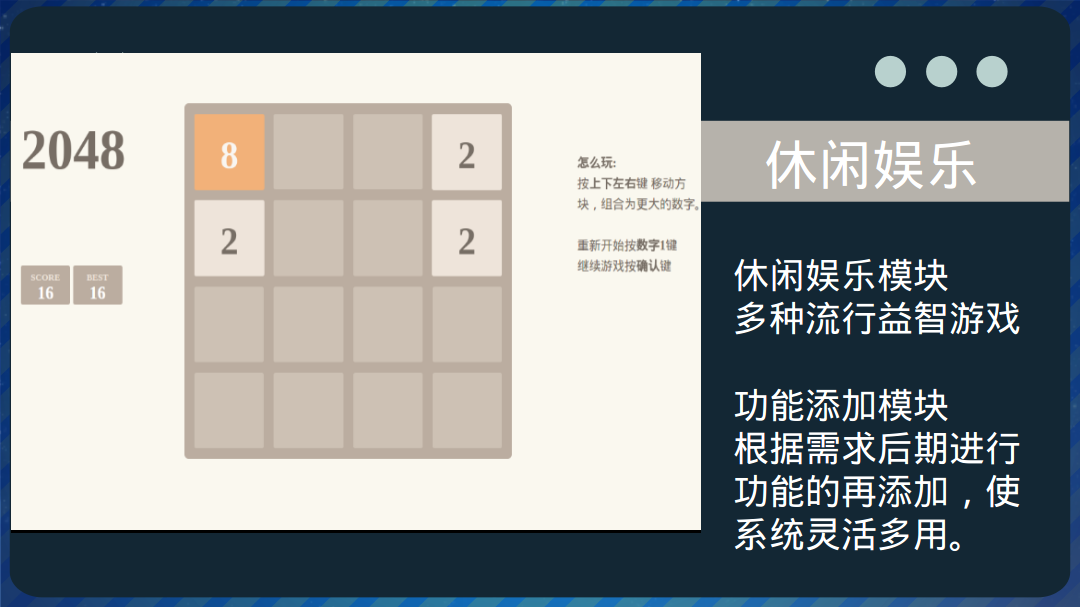 2048
SCORE
16
BEST
16
8
2
2
2
怎么玩:
按上下左右键 移动方
块，组合为更大的数字。
重新开始按数字1键
继续游戏按确认键
休闲娱乐
休闲娱乐模块
多种流行益智游戏
功能添加模块
根据需求后期进行
功能的再添加，使
系统灵活多用。